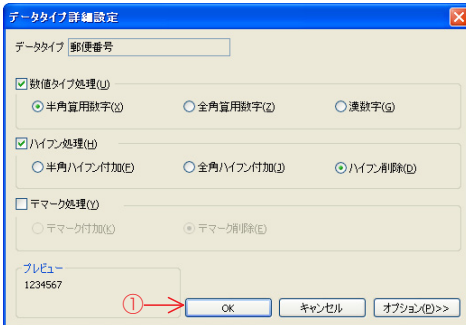 データタイプ詳細設定
データタイプ 郵便番号
数値タイプ処理(U)
半角算用数字(X) 全角算用数字(Z) 漢数字(G)
ハイフン処理(H)
半角ハイフン付加(F) 全角ハイフン付加(J) ハイフン削除(D)
〒マーク処理(Y)
〒マーク付加(K) 〒マーク削除(E)
プレビュー
1234567
① OK キャンセル オプション(P)>>